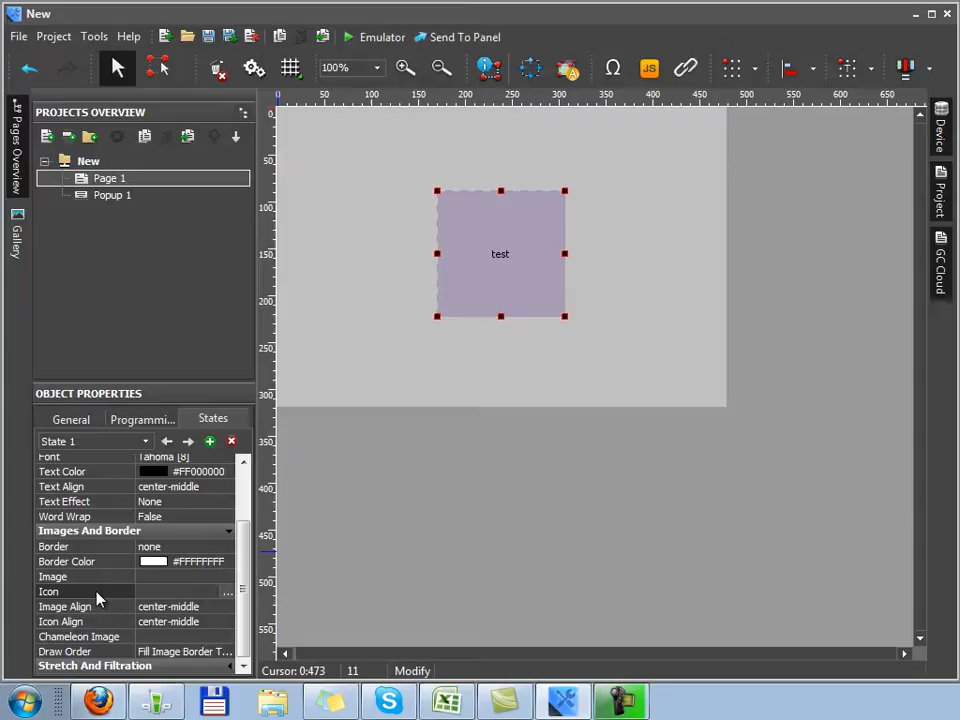 New
File Project Tools Help Emulator Send To Panel
100% Ω JS
0 50 100 150 200 250 300 350 400 450 500 550 600 650
Pages Overview
Gallery
PROJECTS OVERVIEW
New
Page 1
Popup 1
0
50
100
150
200
250
300
350
400
450
500
550
test
Device
Project
GC Cloud
OBJECT PROPERTIES
General Programmi... States
State 1
Font Tahoma [8]
Text Color #FF000000
Text Align center-middle
Text Effect None
Word Wrap False
Images And Border
Border none
Border Color #FFFFFFFF
Image
Icon ...
Image Align center-middle
Icon Align center-middle
Chameleon Image
Draw Order Fill Image Border T...
Stretch And Filtration
Cursor: 0:473 11 Modify